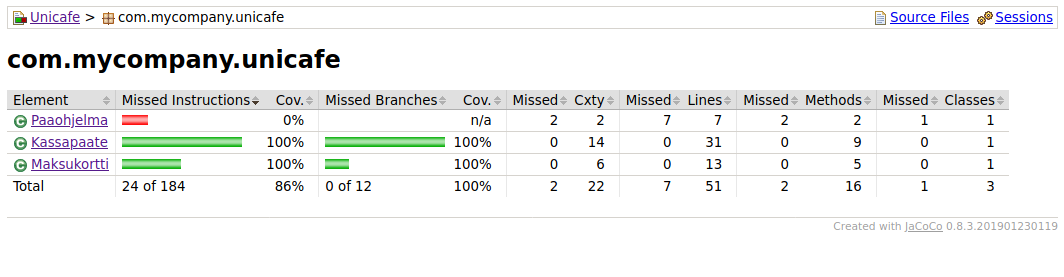 Unicafe > com.mycompany.unicafe Source Files Sessions
com.mycompany.unicafe
Element Missed Instructions Cov. Missed Branches Cov. Missed Cxty Missed Lines Missed Methods Missed Classes
Paaohjelma 0% n/a 2 2 7 7 2 2 1 1
Kassapaate 100% 100% 0 14 0 31 0 9 0 1
Maksukortti 100% 100% 0 6 0 13 0 5 0 1
Total 24 of 184 86% 0 of 12 100% 2 22 7 51 2 16 1 3
Created with JaCoCo 0.8.3.201901230119